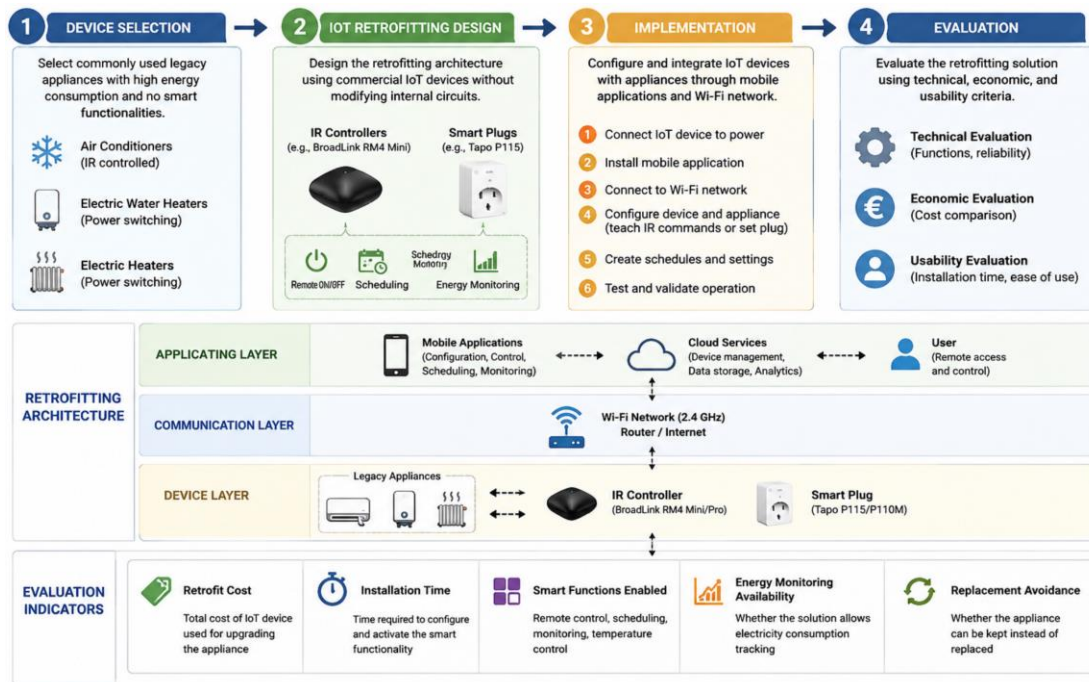 1 DEVICE SELECTION
Select commonly used legacy
appliances with high energy
consumption and no smart
functionalities.
Air Conditioners
(IR controlled)
Electric Water Heaters
(Power switching)
Electric Heaters
(Power switching)
2 IOT RETROFITTING DESIGN
Design the retrofitting architecture
using commercial IoT devices without
modifying internal circuits.
IR Controllers
(e.g., BroadLink RM4 Mini)
Smart Plugs
(e.g., Tapo P115)
Remote ON/OFF
Scheduling
Energy Monitoring
3 IMPLEMENTATION
Configure and integrate IoT devices
with appliances through mobile
applications and Wi-Fi network.
1 Connect IoT device to power
2 Install mobile application
3 Connect to Wi-Fi network
4 Configure device and appliance
(teach IR commands or set plug)
5 Create schedules and settings
6 Test and validate operation
4 EVALUATION
Evaluate the retrofitting solution
using technical, economic, and
usability criteria.
Technical Evaluation
(Functions, reliability)
€
Economic Evaluation
(Cost comparison)
Usability Evaluation
(Installation time, ease of use)
RETROFITTING
ARCHITECTURE
APPLICATING LAYER
Mobile Applications
(Configuration, Control,
Scheduling, Monitoring)
Cloud Services
(Device management,
Data storage, Analytics)
User
(Remote access
and control)
COMMUNICATION LAYER
Wi-Fi Network (2.4 GHz)
Router / Internet
DEVICE LAYER
Legacy Appliances
IR Controller
(BroadLink RM4 Mini/Pro)
Smart Plug
(Tapo P115/P110M)
EVALUATION
INDICATORS
Retrofit Cost
Total cost of IoT device
used for upgrading
the appliance
Installation Time
Time required to configure
and activate the smart
functionality
Smart Functions Enabled
Remote control, scheduling,
monitoring, temperature
control
Energy Monitoring
Availability
Whether the solution allows
electricity consumption
tracking
Replacement Avoidance
Whether the appliance
can be kept instead of
replaced